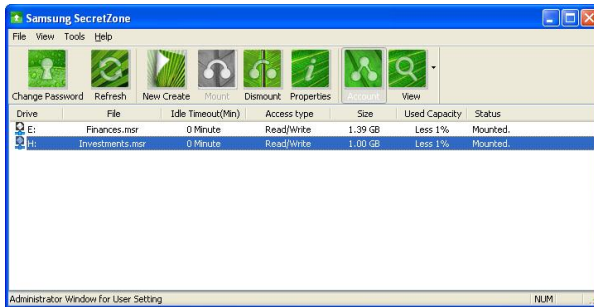 Samsung SecretZone
File View Tools Help
Change Password Refresh New Create Mount Dismount Properties Account View
Drive File Idle Timeout(Min) Access type Size Used Capacity Status
E: Finances.msr 0 Minute Read/Write 1.39 GB Less 1% Mounted.
H: Investments.msr 0 Minute Read/Write 1.00 GB Less 1% Mounted.
Administrator Window for User Setting NUM